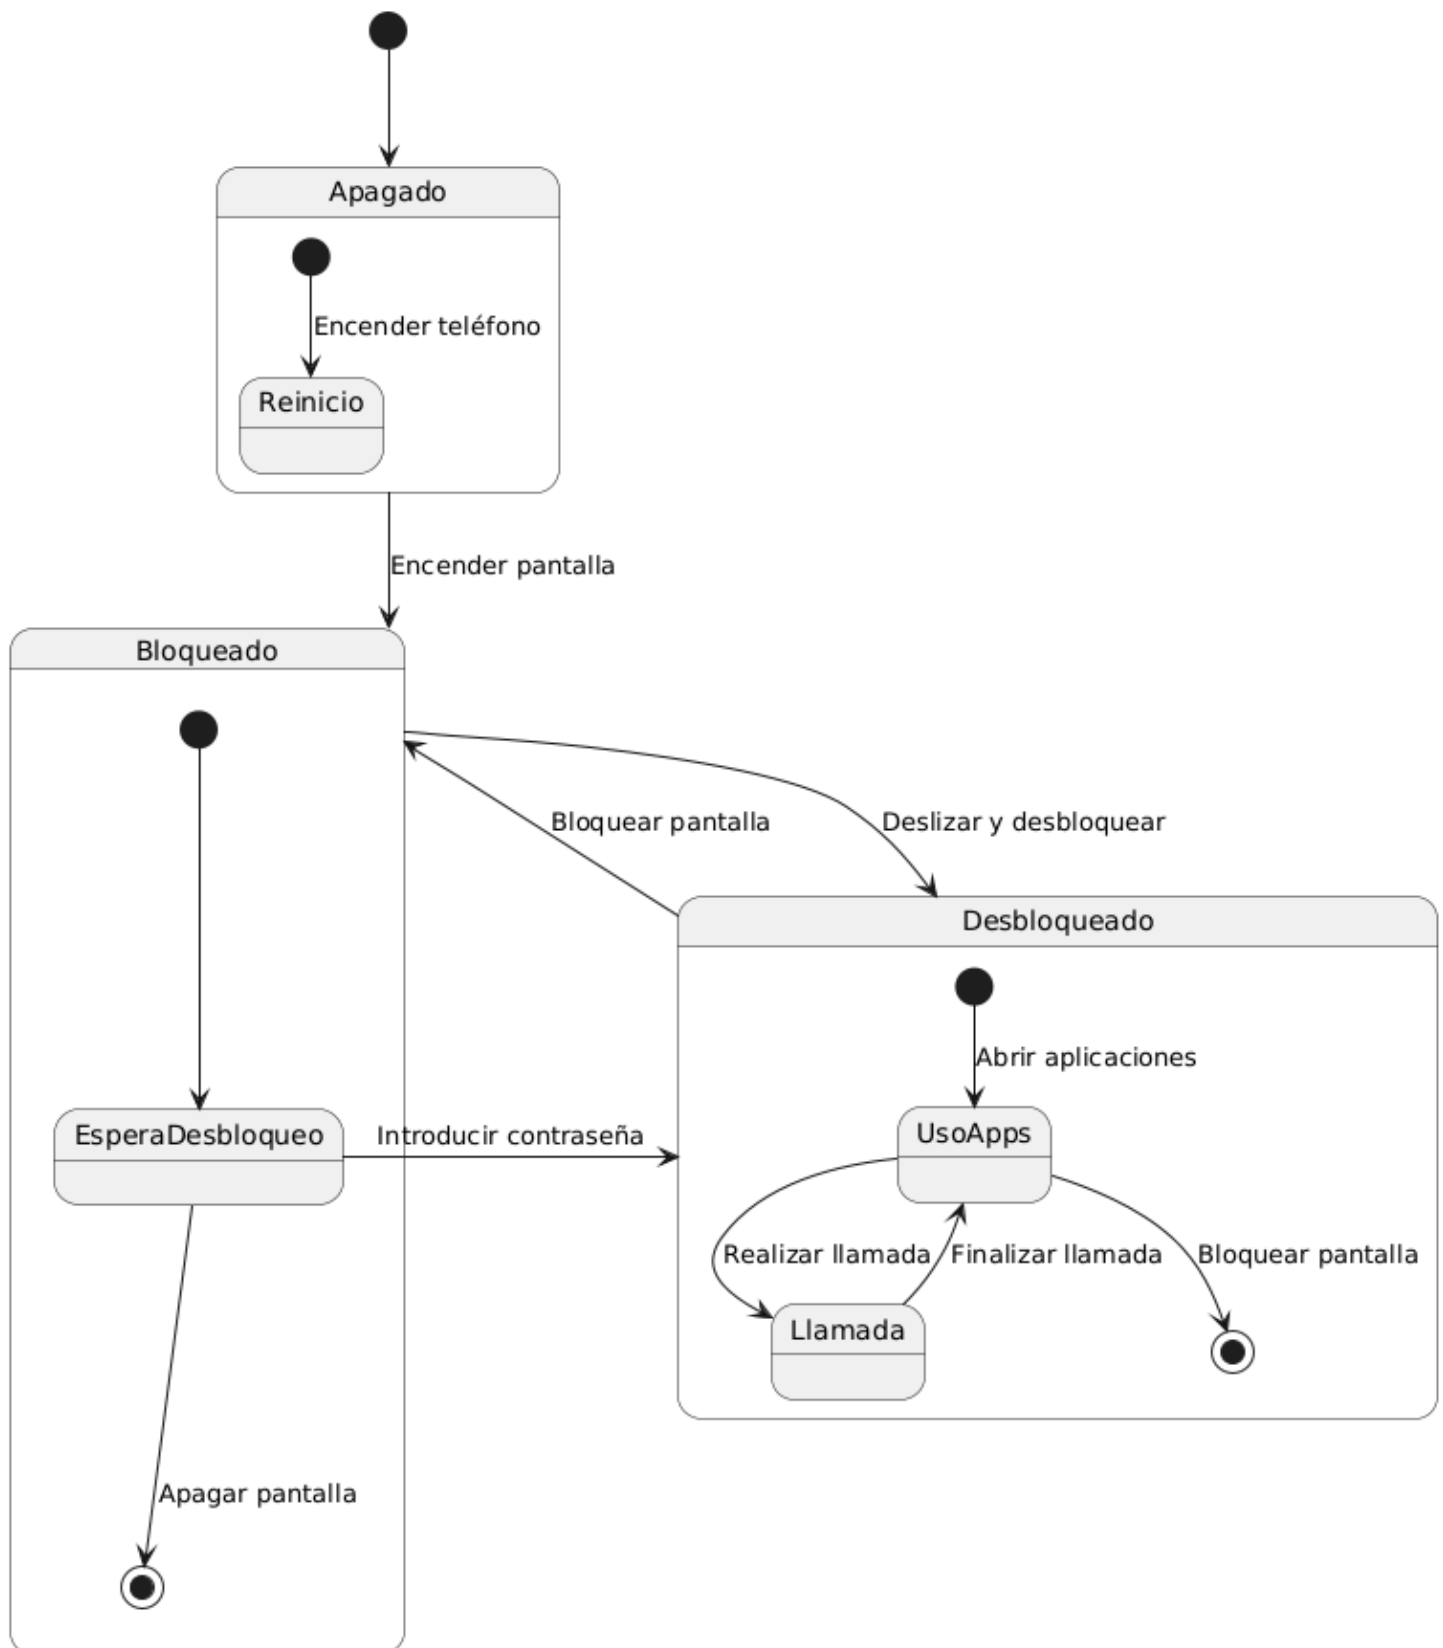 Apagado
Encender teléfono
Reinicio
Encender pantalla
Bloqueado
Bloquear pantalla
Deslizar y desbloquear
Desbloqueado
Abrir aplicaciones
EsperaDesbloqueo
Introducir contraseña
UsoApps
Realizar llamada
Finalizar llamada
Bloquear pantalla
Llamada
Apagar pantalla